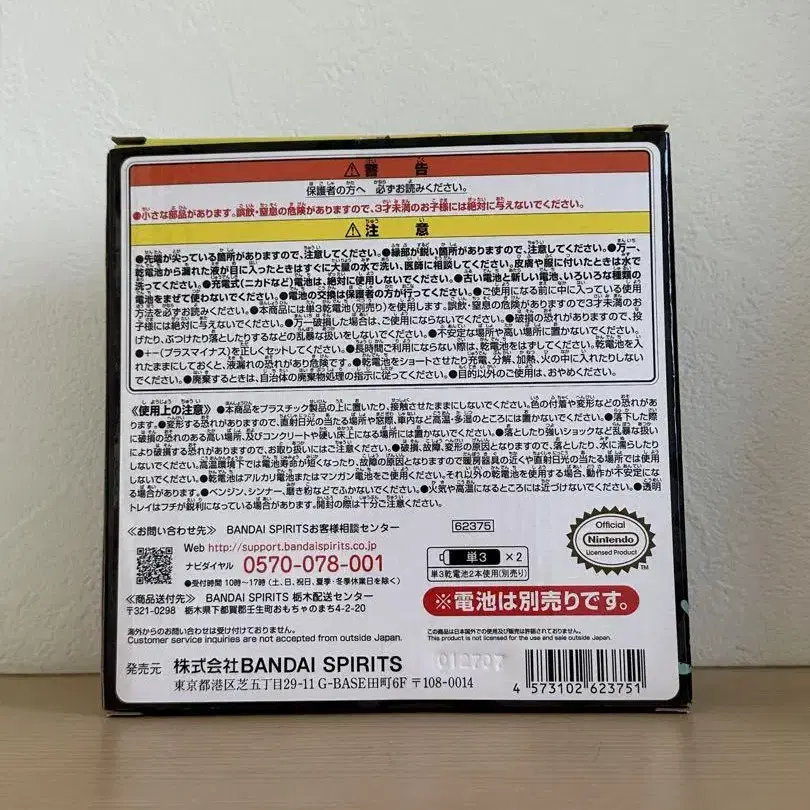 ⚠警告
保護者の方へ 必ずお読みください。
●小さな部品があります。誤飲・窒息の危険がありますので、3才未満のお子様には絶対に与えないでください。
⚠注意
●先端が尖っている箇所がありますので、注意してください。●縁部が鋭い箇所がありますので、注意してください。●万一、
乾電池から漏れた液が目に入ったときはすぐに大量の水で洗い、医師に相談してください。皮膚や服に付いたときは水で
洗ってください。●充電式(ニカドなど)電池は、絶対に使用しないでください。●古い電池と新しい電池、いろいろな種類の
電池をまぜて使わないでください。●電池の交換は保護者の方が行ってください。●ご使用になる前に中に入っている使用
方法を必ずお読みください。●本商品には単3乾電池(別売り)を使用します。誤飲・窒息の危険がありますので3才未満のお
子様には絶対に与えないでください。●万一破損した場合は、ご使用にならないでください。●破損の恐れがありますので、投
げたり、ぶつけたり落としたりするなどの乱暴な扱いをしないでください。●不安定な場所や高い場所に置かないでください。
●+−(プラスマイナス)を正しくセットしてください。●長時間ご利用にならない際は、乾電池をはずしてください。乾電池を入
れたままにしておくと、液漏れの恐れがあり危険です。●乾電池をショートさせたり充電、分解、加熱、火の中に入れたりしない
でください。●廃棄するときは、自治体の廃棄物処理の指示に従ってください。●目的以外のご使用は、おやめください。
《使用上の注意》●本商品をプラスチック製品の上に置いたり、接触させたままにしないでください。色の付着や変形などの恐れがあ
ります。●変形する恐れがありますので、直射日光の当たる場所や窓際、車内など高温・多湿のところには置かないでください。●落下した際
に破損の恐れのある高い場所、及びコンクリートや硬い床上になる場所には置かないでください。●落としたり強いショックなど乱暴な扱い
により破損する恐れがありますので、お取り扱いにはご注意ください。●破損、故障、変形の原因となりますので、落としたり、水に濡らしたり
しないでください。高温環境下では電池寿命が短くなったり、故障の原因となりますので暖房器具の近くや直射日光の当たる場所では使用
しないでください。●乾電池はアルカリ電池またはマンガン電池をご使用ください。それ以外の乾電池を使用する場合、動作が不安定にな
る場合があります。●ベンジン、シンナー、磨き粉などでふかないでください。●火気や高温になるところには近づけないでください。●透明
トレイはフチが鋭利になっている場合があります。開封の際は十分ご注意ください。
《お問い合わせ先》 BANDAI SPIRITSお客様相談センター
Web http://support.bandaispirits.co.jp
ナビダイヤル 0570-078-001
●受付時間 10時〜17時(土、日、祝日、夏季・冬季休業日を除く)
《商品送付先》 BANDAI SPIRITS 栃木配送センター
〒321-0298 栃木県下都賀郡壬生町おもちゃのまち4-2-20
海外からのお問い合わせは受け付けておりません。
Customer service inquiries are not accepted from outside Japan.
62375
単3 ×2
単3乾電池2本使用(別売り)
Official
Nintendo
Licensed Product
※電池は別売りです。
この商品は日本国外での使用及び販売は許可されていません。
This product is not licensed for the use and sale outside Japan.
発売元 株式会社BANDAI SPIRITS
東京都港区芝五丁目29-11 G-BASE田町6F 〒108-0014
012707
4 573102 623751